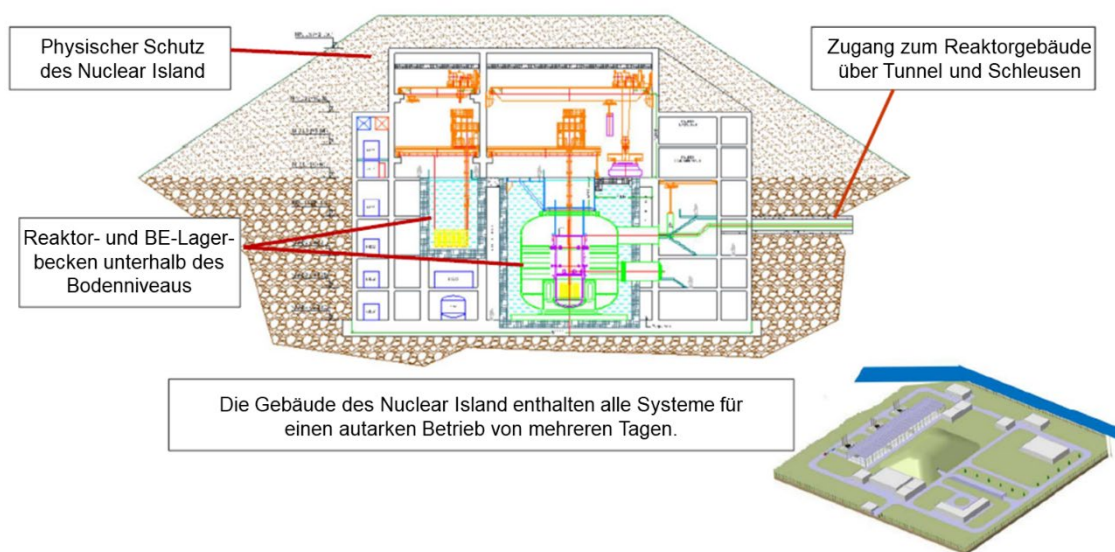 Physischer Schutz
des Nuclear Island
Zugang zum Reaktorgebäude
über Tunnel und Schleusen
Reaktor- und BE-Lager-
becken unterhalb des
Bodenniveaus
Die Gebäude des Nuclear Island enthalten alle Systeme für
einen autarken Betrieb von mehreren Tagen.